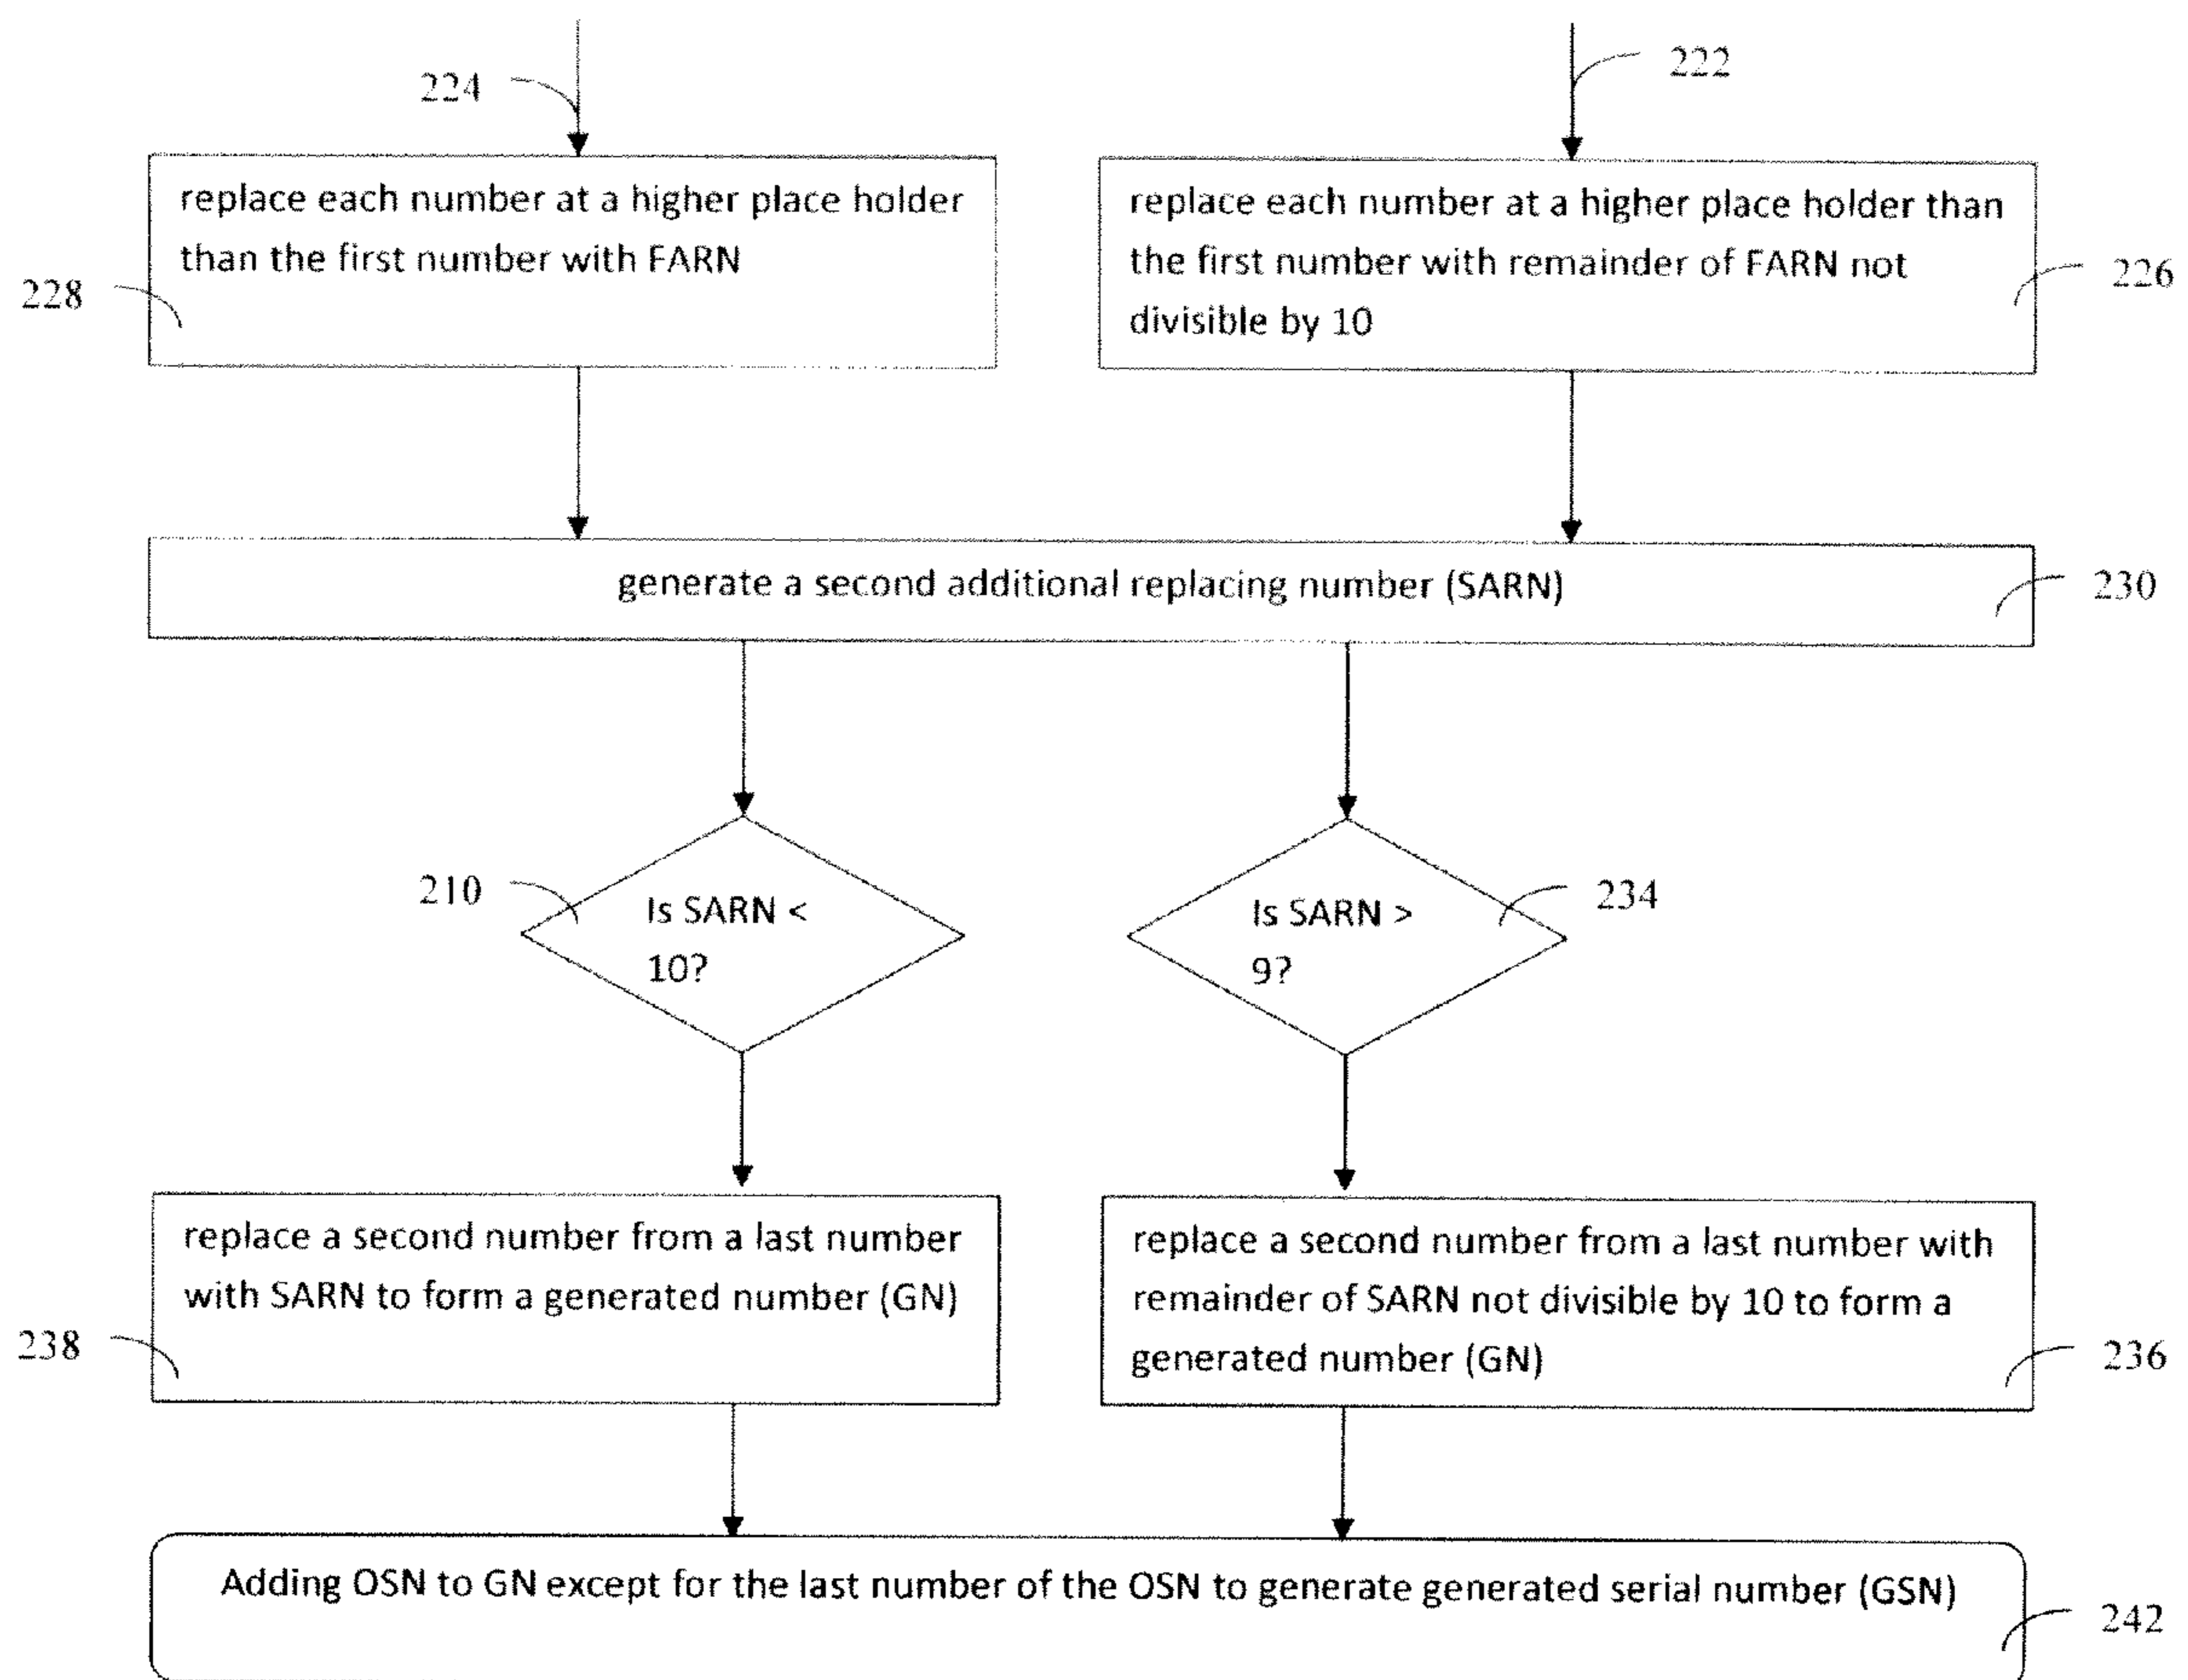 224
222
replace each number at a higher place holder
than the first number with FARN
228
replace each number at a higher place holder than
the first number with remainder of FARN not
divisible by 10
226
generate a second additional replacing number (SARN)
230
210
Is SARN <
10?
Is SARN >
9?
234
replace a second number from a last number
with SARN to form a generated number (GN)
238
replace a second number from a last number with
remainder of SARN not divisible by 10 to form a
generated number (GN)
236
Adding OSN to GN except for the last number of the OSN to generate generated serial number (GSN)
242